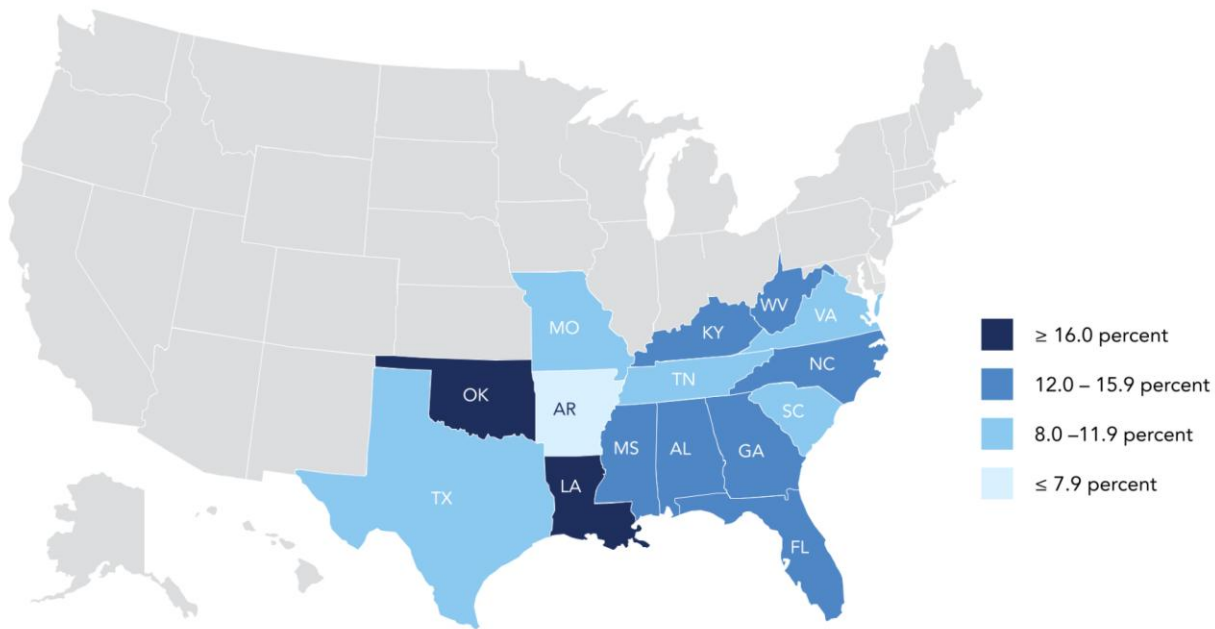 WV
VA
MO
KY
NC
TN
OK
AR
SC
MS
AL
GA
LA
TX
FL
≥ 16.0 percent
12.0 – 15.9 percent
8.0 –11.9 percent
≤ 7.9 percent